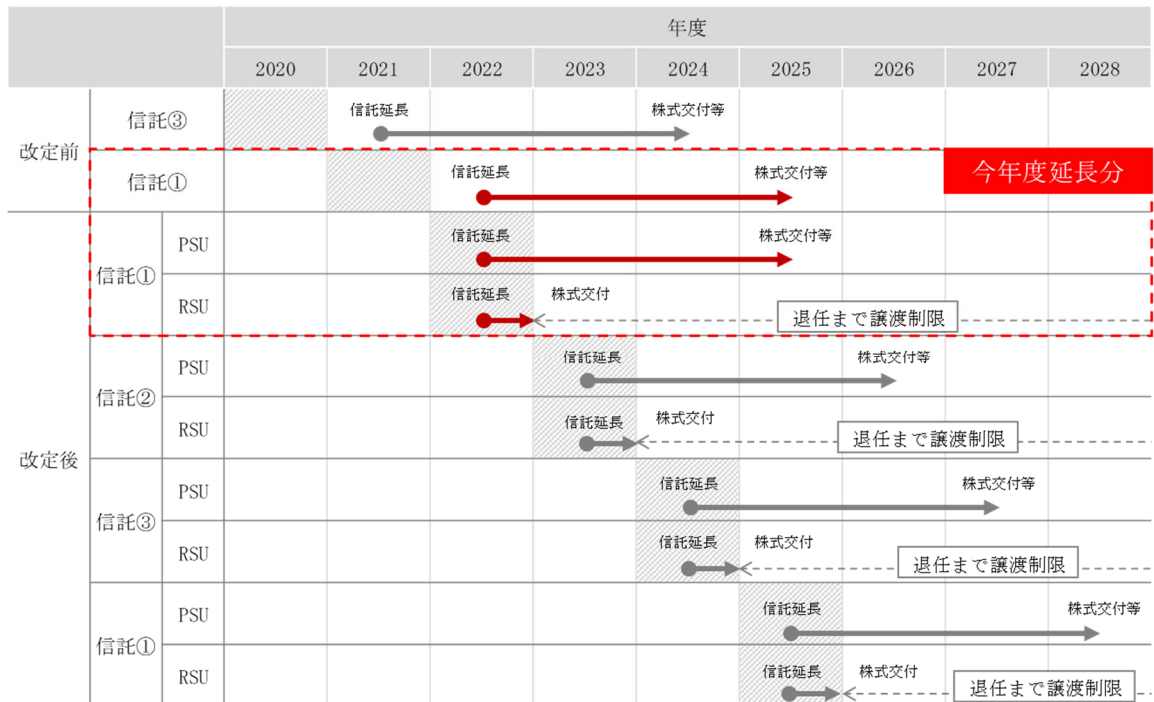 年度
2020 2021 2022 2023 2024 2025 2026 2027 2028
改定前
信託③
信託延長 株式交付等
信託①
信託延長 株式交付等
今年度延長分
改定後
信託①
PSU
信託延長 株式交付等
RSU
信託延長 株式交付
退任まで譲渡制限
信託②
PSU
信託延長 株式交付等
RSU
信託延長 株式交付
退任まで譲渡制限
信託③
PSU
信託延長 株式交付等
RSU
信託延長 株式交付
退任まで譲渡制限
信託①
PSU
信託延長 株式交付等
RSU
信託延長 株式交付
退任まで譲渡制限